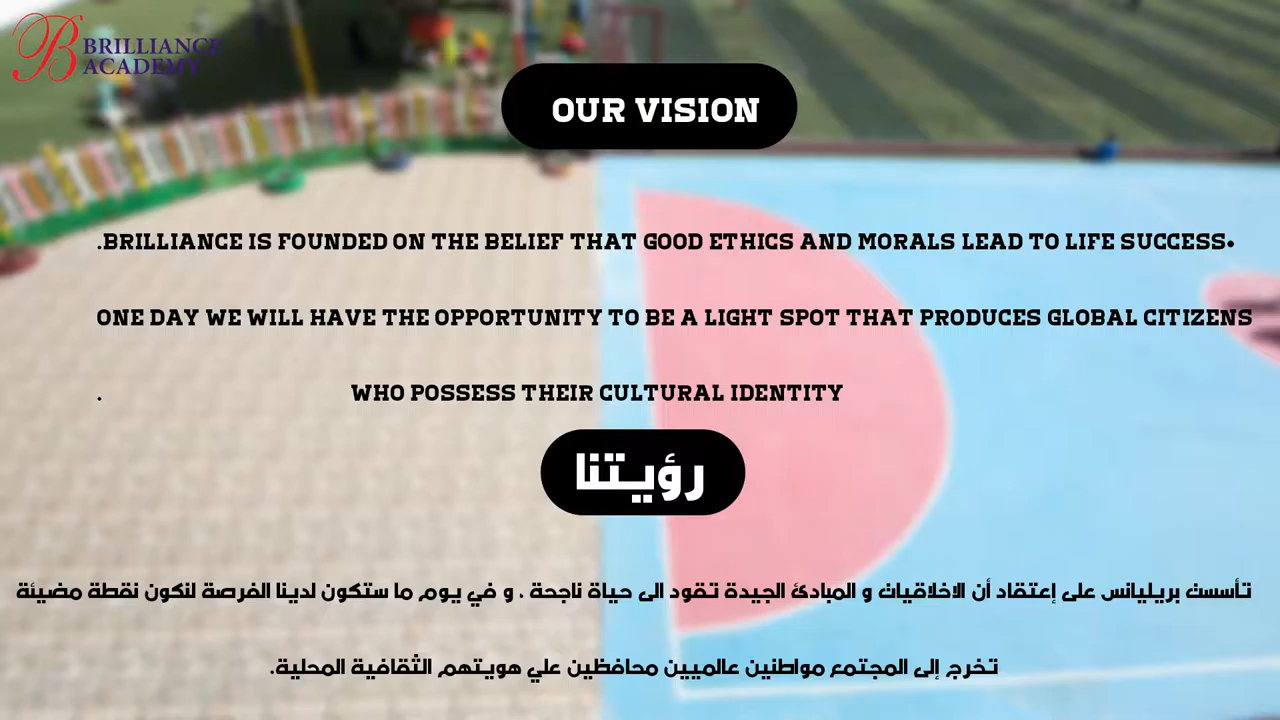 BRILLIANCE
ACADEMY
OUR VISION
.BRILLIANCE IS FOUNDED ON THE BELIEF THAT GOOD ETHICS AND MORALS LEAD TO LIFE SUCCESS•
ONE DAY WE WILL HAVE THE OPPORTUNITY TO BE A LIGHT SPOT THAT PRODUCES GLOBAL CITIZENS
. WHO POSSESS THEIR CULTURAL IDENTITY
رؤيتنا
تأسست بريليانس على إعتقاد أن الاخلاقيات و المبادئ الجيدة تقود الى حياة ناجحة . و في يوم ما ستكون لدينا الفرصة لنكون نقطة مضيئة
تخرج إلى المجتمع مواطنين عالميين محافظين علي هويتهم الثقافية المحلية.